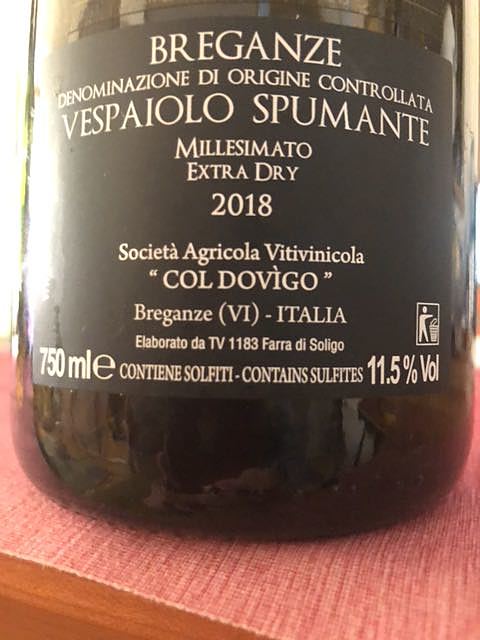 BREGANZE
DENOMINAZIONE DI ORIGINE CONTROLLATA
VESPAIOLO SPUMANTE
MILLESIMATO
EXTRA DRY
2018
Società Agricola Vitivinicola
“ COL DOVÌGO ”
Breganze (VI) - ITALIA
Elaborato da TV 1183 Farra di Soligo
750 ml e CONTIENE SOLFITI - CONTAINS SULFITES 11.5 % Vol